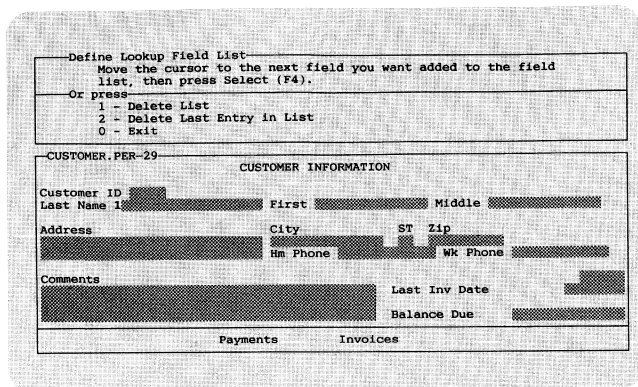 Define Lookup Field List
Move the cursor to the next field you want added to the field
list, then press Select (F4).
Or press
1 - Delete List
2 - Delete Last Entry in List
0 - Exit
CUSTOMER.PER-29
CUSTOMER INFORMATION
Customer ID
Last Name 1 First Middle
Address City ST Zip
Hm Phone Wk Phone
Comments
Last Inv Date
Balance Due
Payments Invoices